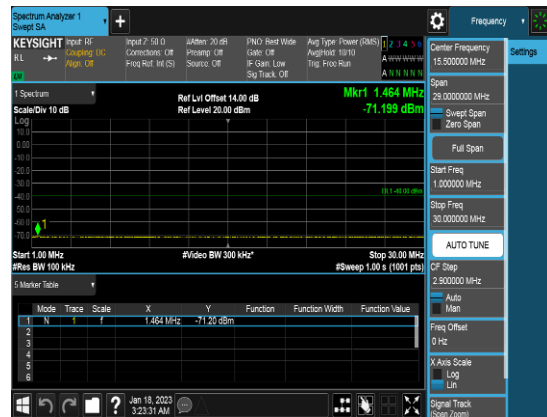 Spectrum Analyzer 1
Swept SA
Frequency
KEYSIGHT
Input: RF
Coupling: DC
Align: Off
Input Z: 50 Ω
Corrections: Off
Freq Ref: Int (S)
#Atten: 20 dB
Preamp: Off
Source: Off
PNO: Best Wide
Gate: Off
IF Gain: Low
Sig Track: Off
Avg Type: Power (RMS)
Avg|Hold: 10/10
Trig: Free Run
1 2 3 4 5 6
A W W W W W
A N N N N N
R L
LXI
1 Spectrum
Scale/Div 10 dB
Ref Lvl Offset 14.00 dB
Ref Level 20.00 dBm
Mkr1 1.464 MHz
-71.199 dBm
Log
10.0
0.00
-10.0
-20.0
-30.0
-40.0
-50.0
-60.0
-70.0
1
DL1 -40.00 dBm
Start 1.00 MHz
#Res BW 100 kHz
#Video BW 300 kHz*
Stop 30.00 MHz
#Sweep 1.00 s (1001 pts)
5 Marker Table
Mode Trace Scale X Y Function Function Width Function Value
1 N 1 f 1.464 MHz -71.20 dBm
2
3
4
5
6
Jan 18, 2023
3:23:31 AM
Center Frequency
15.500000 MHz
Settings
Span
29.0000000 MHz
Swept Span
Zero Span
Full Span
Start Freq
1.000000 MHz
Stop Freq
30.000000 MHz
AUTO TUNE
CF Step
2.900000 MHz
Auto
Man
Freq Offset
0 Hz
X Axis Scale
Log
Lin
Signal Track
(Span Zoom)